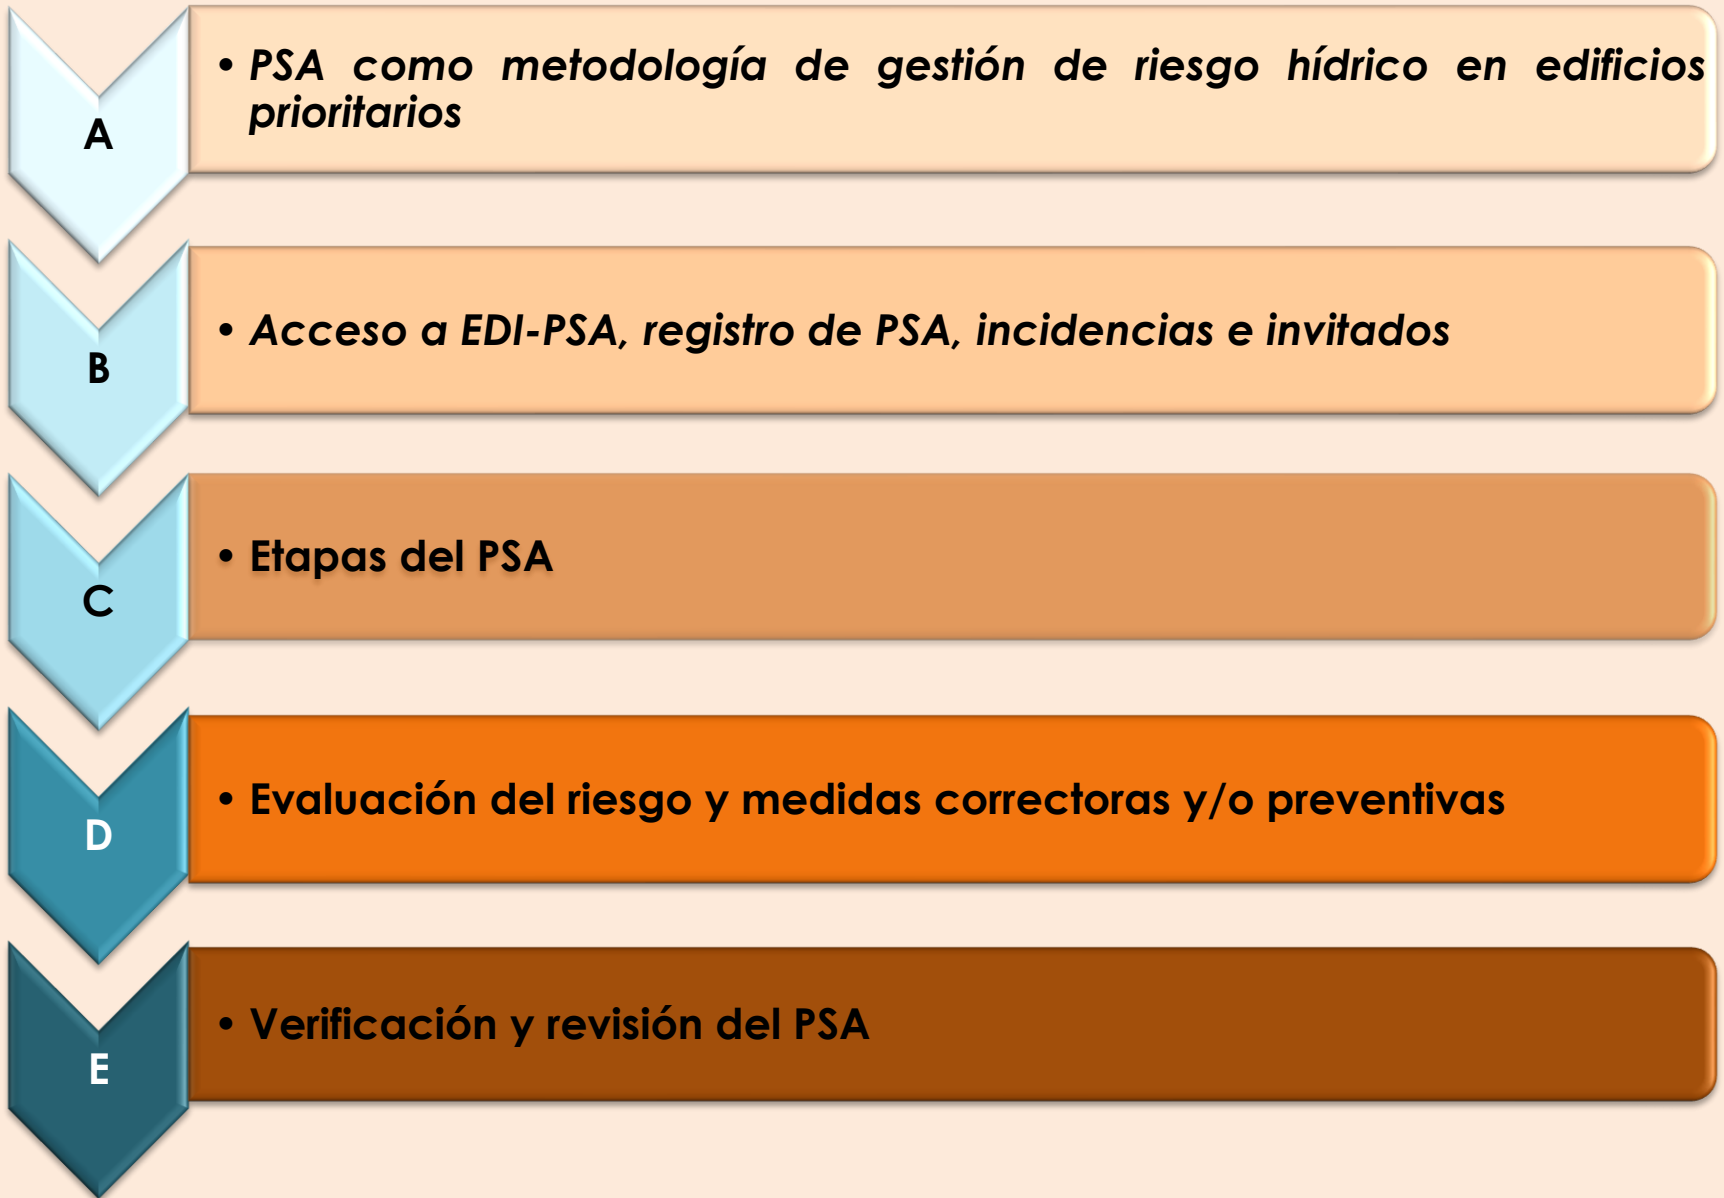 A
• PSA como metodología de gestión de riesgo hídrico en edificios
prioritarios
B
• Acceso a EDI-PSA, registro de PSA, incidencias e invitados
C
• Etapas del PSA
D
• Evaluación del riesgo y medidas correctoras y/o preventivas
E
• Verificación y revisión del PSA